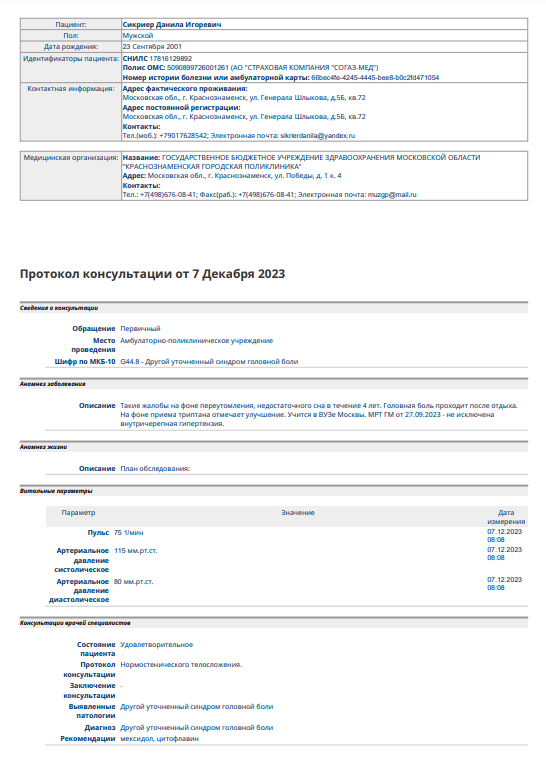 Пациент: Сикриер Данила Игоревич
Пол: Мужской
Дата рождения: 23 Сентября 2001
Идентификаторы пациента: СНИЛС 17816129892
Полис ОМС: 5090899726001261 (АО "СТРАХОВАЯ КОМПАНИЯ "СОГАЗ-МЕД")
Номер истории болезни или амбулаторной карты: 66bec4fe-4245-4445-bee8-b0c2fd471054
Контактная информация: Адрес фактического проживания:
Московская обл., г. Краснознаменск, ул. Генерала Шлыкова, д.5Б, кв.72
Адрес постоянной регистрации:
Московская обл., г. Краснознаменск, ул. Генерала Шлыкова, д.5Б, кв.72
Контакты:
Тел.(моб.): +79017628542; Электронная почта: sikrierdanila@yandex.ru
Медицинская организация: Название: ГОСУДАРСТВЕННОЕ БЮДЖЕТНОЕ УЧРЕЖДЕНИЕ ЗДРАВООХРАНЕНИЯ МОСКОВСКОЙ ОБЛАСТИ
"КРАСНОЗНАМЕНСКАЯ ГОРОДСКАЯ ПОЛИКЛИНИКА"
Адрес: Московская обл., г. Краснознаменск, ул. Победы, д. 1 к. 4
Контакты:
Тел.: +7(498)676-08-41; Факс(раб.): +7(498)676-08-41; Электронная почта: muzgp@mail.ru
Протокол консультации от 7 Декабря 2023
Сведения о консультации
Обращение Первичный
Место Амбулаторно-поликлиническое учреждение
проведения
Шифр по МКБ-10 G44.8 - Другой уточненный синдром головной боли
Анамнез заболевания
Описание Такие жалобы на фоне переутомления, недостаточного сна в течение 4 лет. Головная боль проходит после отдыха.
На фоне приема триптана отмечает улучшение. Учится в ВУЗе Москвы. МРТ ГМ от 27.09.2023 - не исключена
внутричерепная гипертензия.
Анамнез жизни
Описание План обследования:
Витальные параметры
Параметр Значение Дата
измерения
Пульс 75 1/мин 07.12.2023
08:08
Артериальное 115 мм.рт.ст. 07.12.2023
давление 08:08
систолическое
Артериальное 80 мм.рт.ст. 07.12.2023
давление 08:08
диастолическое
Консультации врачей специалистов
Состояние Удовлетворительное
пациента
Протокол Нормостенического телосложения.
консультации
Заключение .
консультации
Выявленные Другой уточненный синдром головной боли
патологии
Диагноз Другой уточненный синдром головной боли
Рекомендации мексидол, цитофлавин